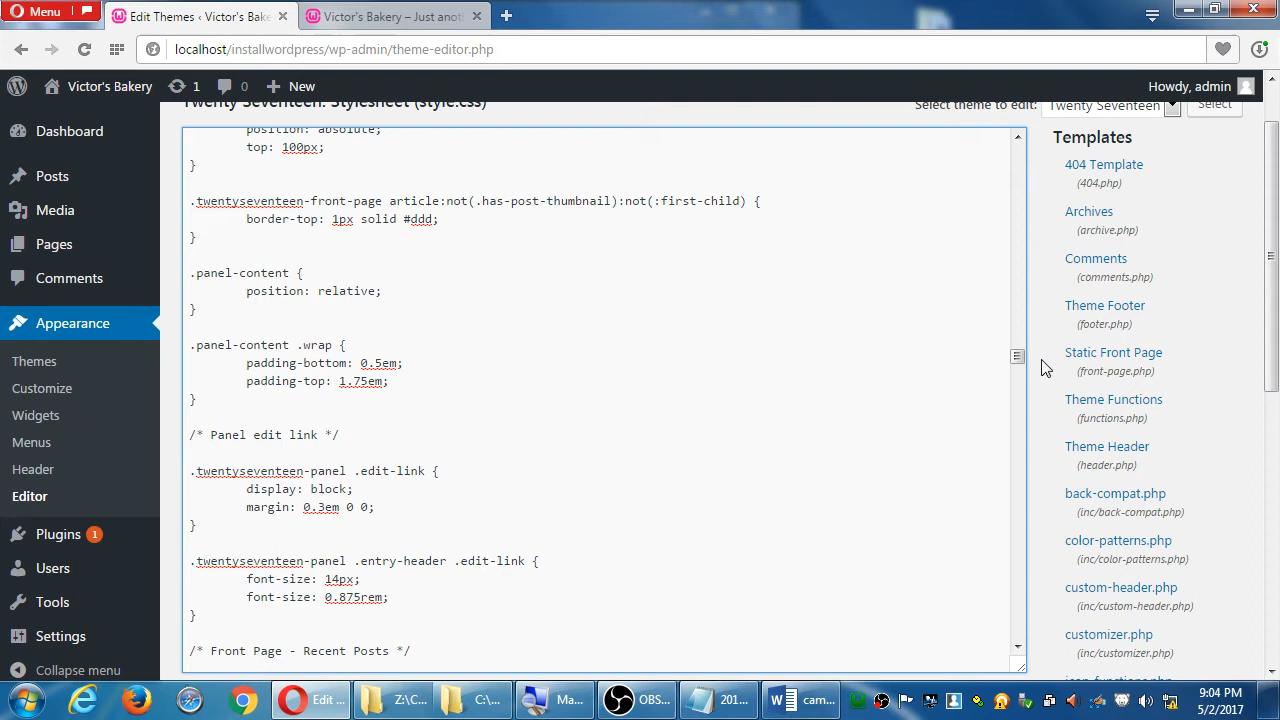 Menu
Edit Themes ‹ Victor's Bake
Victor's Bakery – Just anot
localhost/installwordpress/wp-admin/theme-editor.php
Victor's Bakery
1
0
New
Howdy, admin
Dashboard
Posts
Media
Pages
Comments
Appearance
Themes
Customize
Widgets
Menus
Header
Editor
Plugins 1
Users
Tools
Settings
Collapse menu
Twenty Seventeen: Stylesheet (style.css)
Select theme to edit:
Twenty Seventeen
Select
position: absolute;
top: 100px;
}
.twentyseventeen-front-page article:not(.has-post-thumbnail):not(:first-child) {
border-top: 1px solid #ddd;
}
.panel-content {
position: relative;
}
.panel-content .wrap {
padding-bottom: 0.5em;
padding-top: 1.75em;
}
/* Panel edit link */
.twentyseventeen-panel .edit-link {
display: block;
margin: 0.3em 0 0;
}
.twentyseventeen-panel .entry-header .edit-link {
font-size: 14px;
font-size: 0.875rem;
}
/* Front Page - Recent Posts */
Templates
404 Template
(404.php)
Archives
(archive.php)
Comments
(comments.php)
Theme Footer
(footer.php)
Static Front Page
(front-page.php)
Theme Functions
(functions.php)
Theme Header
(header.php)
back-compat.php
(inc/back-compat.php)
color-patterns.php
(inc/color-patterns.php)
custom-header.php
(inc/custom-header.php)
customizer.php
(inc/customizer.php)
Edit ...
Z:\C...
C:\...
Ma...
OBS...
201...
cam...
9:04 PM
5/2/2017